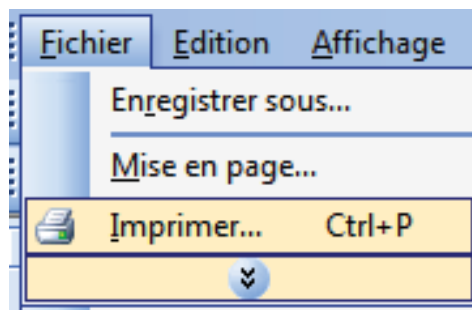 Fichier Edition Affichage
Enregistrer sous...
Mise en page...
Imprimer... Ctrl+P